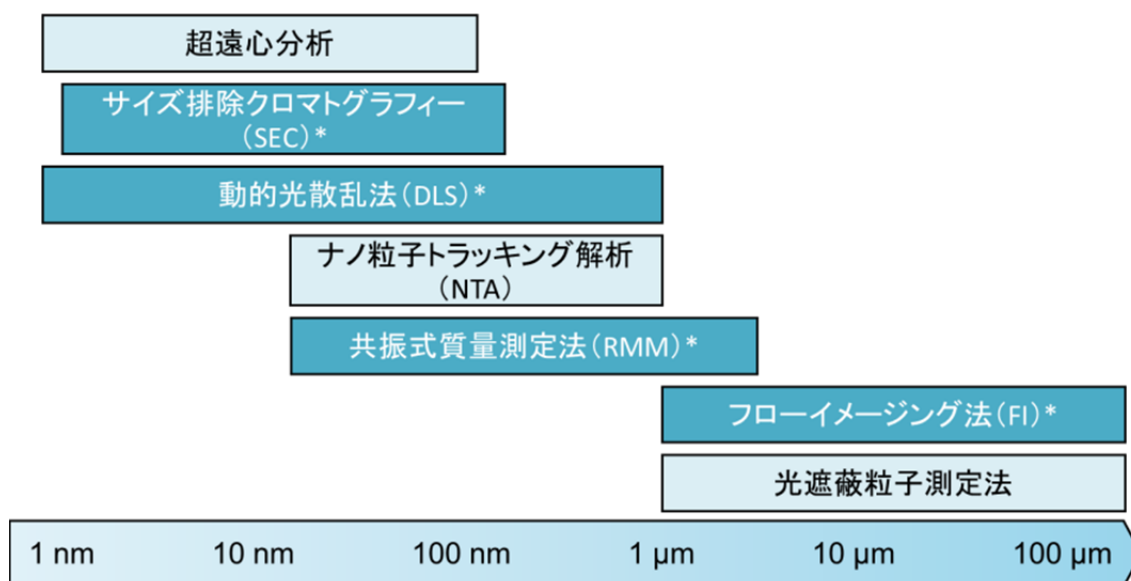 超遠心分析
サイズ排除クロマトグラフィー
（SEC）*
動的光散乱法（DLS）*
ナノ粒子トラッキング解析
（NTA）
共振式質量測定法（RMM）*
フローイメージング法（FI）*
光遮蔽粒子測定法
1 nm 10 nm 100 nm 1 μm 10 μm 100 μm